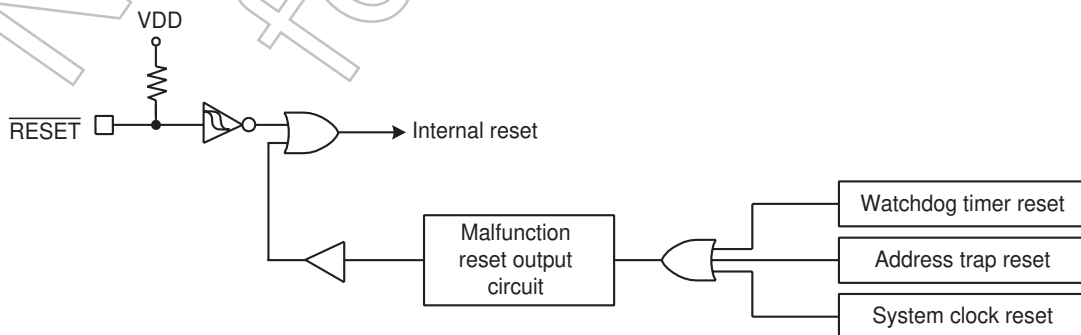 VDD
RESET
Internal reset
Watchdog timer reset
Malfunction
reset output
circuit
Address trap reset
System clock reset